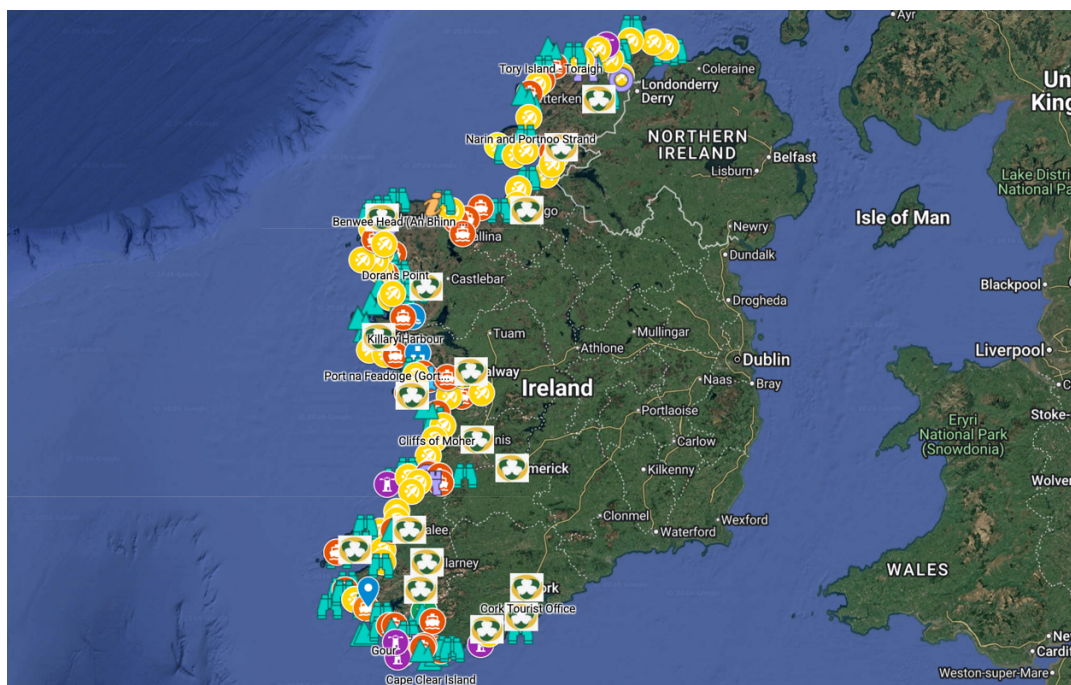 Ayr
Coleraine
Tory Island - Toraigh
Londonderry
Derry
Narin and Portnoo Strand
NORTHERN
IRELAND
Belfast
Lisburn
Un
King
Lake Distri
National Pa
Isle of Man
Benwee Head (An Bhinn
Newry
Dundalk
Doran's Point
Castlebar
Blackpool
Drogheda
Killary Harbour
Tuam
Mullingar
Athlone
Dublin
Liverpool
Port na Feadóige (Gort...
Ireland
Naas
Bray
Portlaoise
Stoke-
Eryri
National Park
(Snowdonia)
Cliffs of Moher
Carlow
Kilkenny
Wolver
Clonmel
Wexford
Waterford
WALES
Cork Tourist Office
Gour
Cape Clear Island
Cardiff
Weston-super-Mare